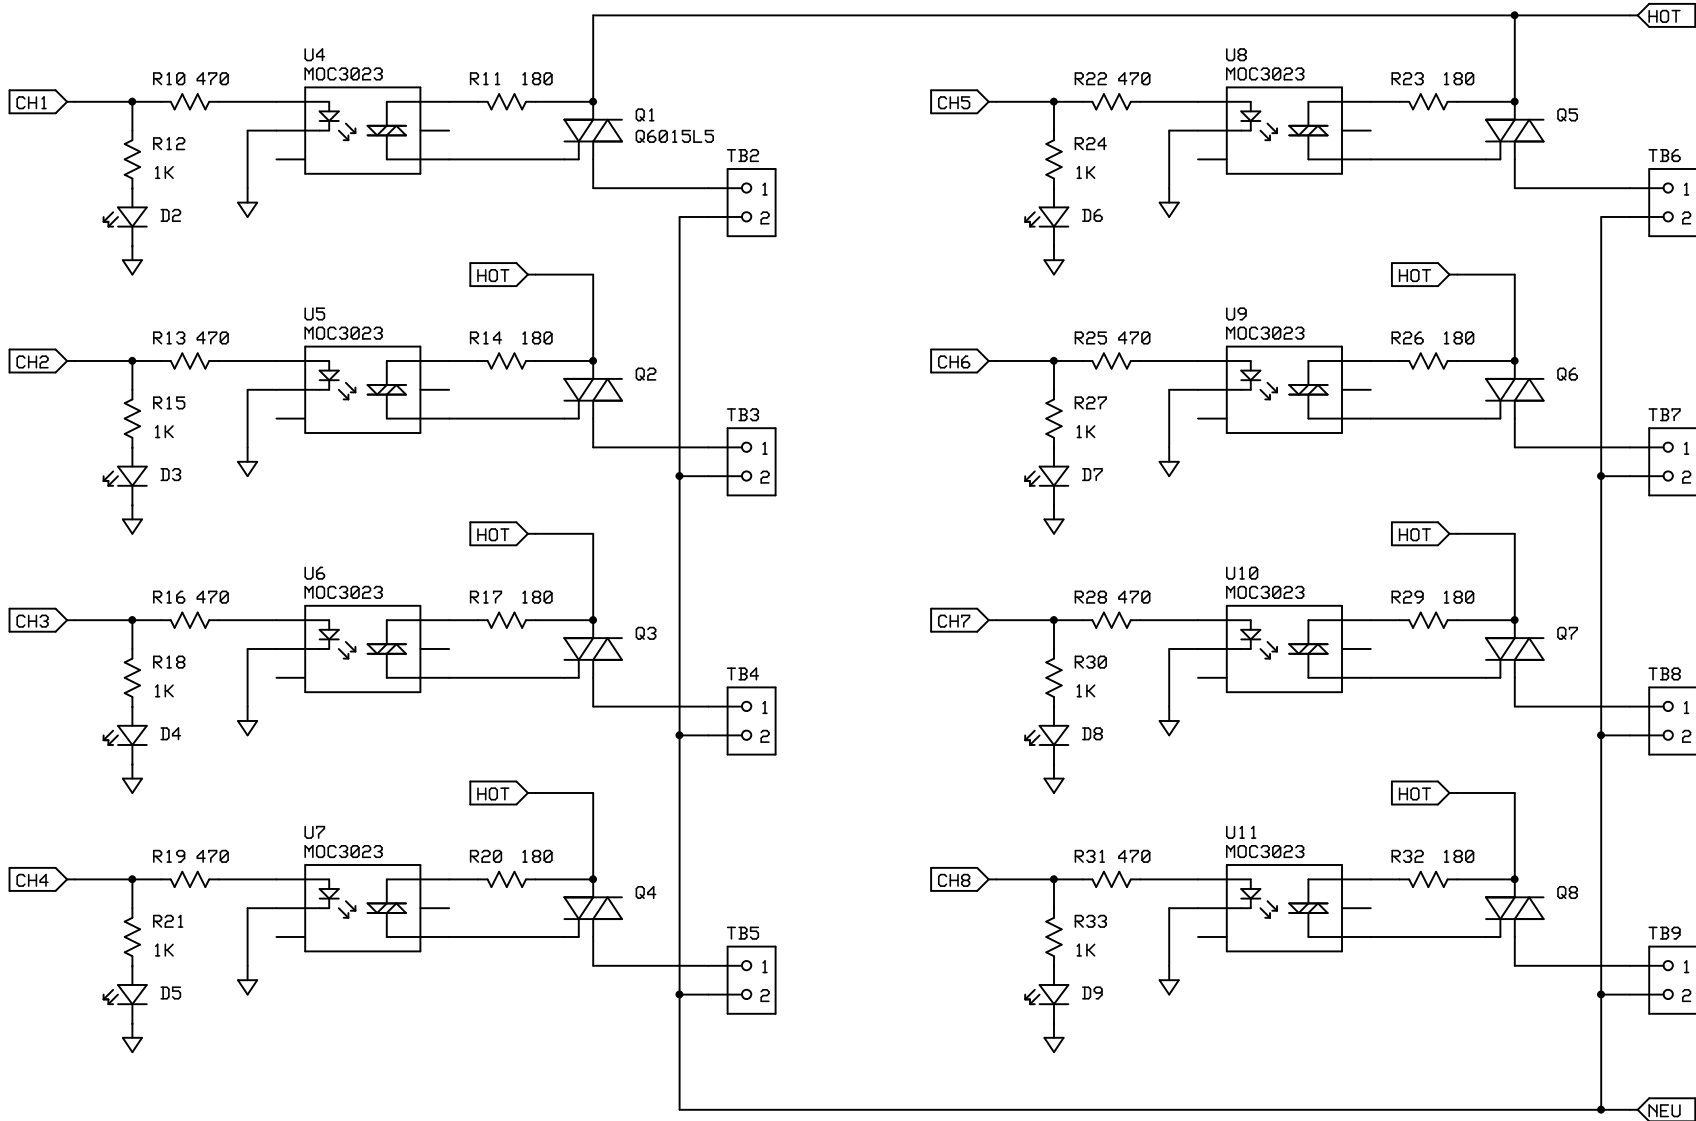 HOT
U4
MOC3023
R10 470
R11 180
CH1
Q1
Q6015L5
R12
1K
TB2
1
2
D2
U8
MOC3023
R22 470
R23 180
CH5
Q5
R24
1K
TB6
1
2
D6
HOT
U5
MOC3023
R13 470
R14 180
CH2
Q2
R15
1K
TB3
1
2
D3
HOT
U9
MOC3023
R25 470
R26 180
CH6
Q6
R27
1K
TB7
1
2
D7
HOT
U6
MOC3023
R16 470
R17 180
CH3
Q3
R18
1K
TB4
1
2
D4
HOT
U10
MOC3023
R28 470
R29 180
CH7
Q7
R30
1K
TB8
1
2
D8
HOT
U7
MOC3023
R19 470
R20 180
CH4
Q4
R21
1K
TB5
1
2
D5
HOT
U11
MOC3023
R31 470
R32 180
CH8
Q8
R33
1K
TB9
1
2
D9
NEU